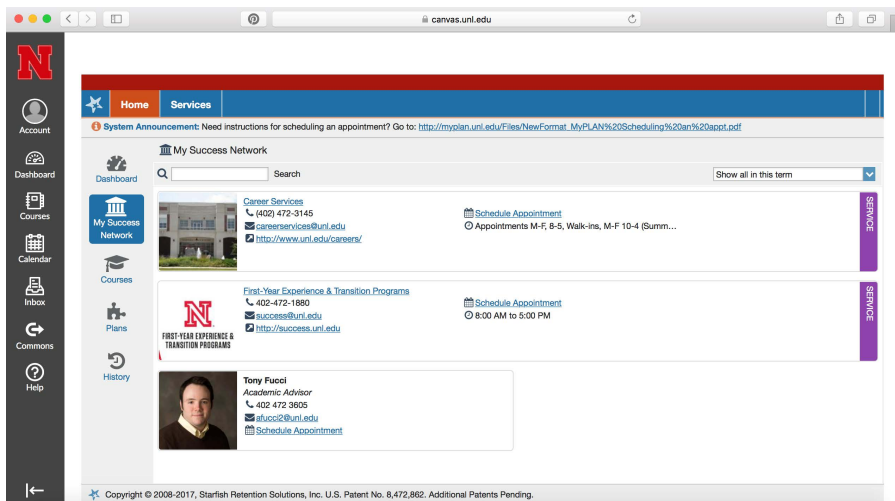 canvas.unl.edu
N
Account
Dashboard
Courses
Calendar
Inbox
Commons
Help
Home
Services
System Announcement: Need instructions for scheduling an appointment? Go to: http://myplan.unl.edu/Files/NewFormat_MyPLAN%20Scheduling%20an%20appt.pdf
Dashboard
My Success
Network
Courses
Plans
History
My Success Network
Search
Show all in this term
Career Services
(402) 472-3145
careerservices@unl.edu
http://www.unl.edu/careers/
Schedule Appointment
Appointments M-F, 8-5, Walk-ins, M-F 10-4 (Summ…
SERVICE
N
FIRST-YEAR EXPERIENCE &
TRANSITION PROGRAMS
First-Year Experience & Transition Programs
402-472-1880
success@unl.edu
http://success.unl.edu
Schedule Appointment
8:00 AM to 5:00 PM
SERVICE
Tony Fucci
Academic Advisor
402 472 3605
afucci2@unl.edu
Schedule Appointment
Copyright © 2008-2017, Starfish Retention Solutions, Inc. U.S. Patent No. 8,472,862. Additional Patents Pending.